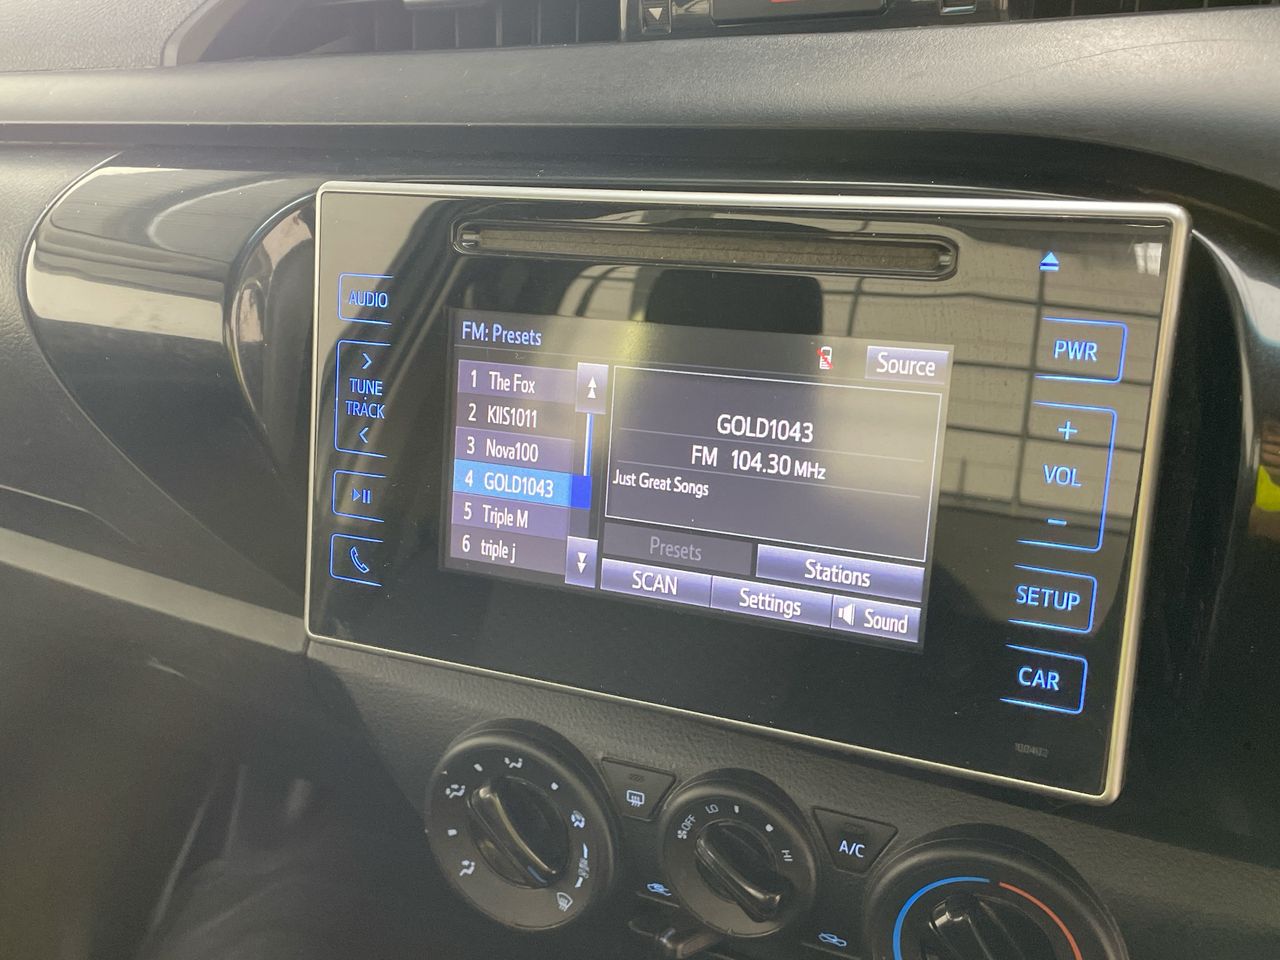 AUDIO
TUNE
TRACK
FM: Presets
Source
1 The Fox
2 KIIS1011
3 Nova100
4 GOLD1043
5 Triple M
6 triple j
GOLD1043
FM 104.30 MHz
Just Great Songs
Presets
Stations
SCAN
Settings
Sound
PWR
+
VOL
-
SETUP
CAR
OFF
LO
HI
A/C